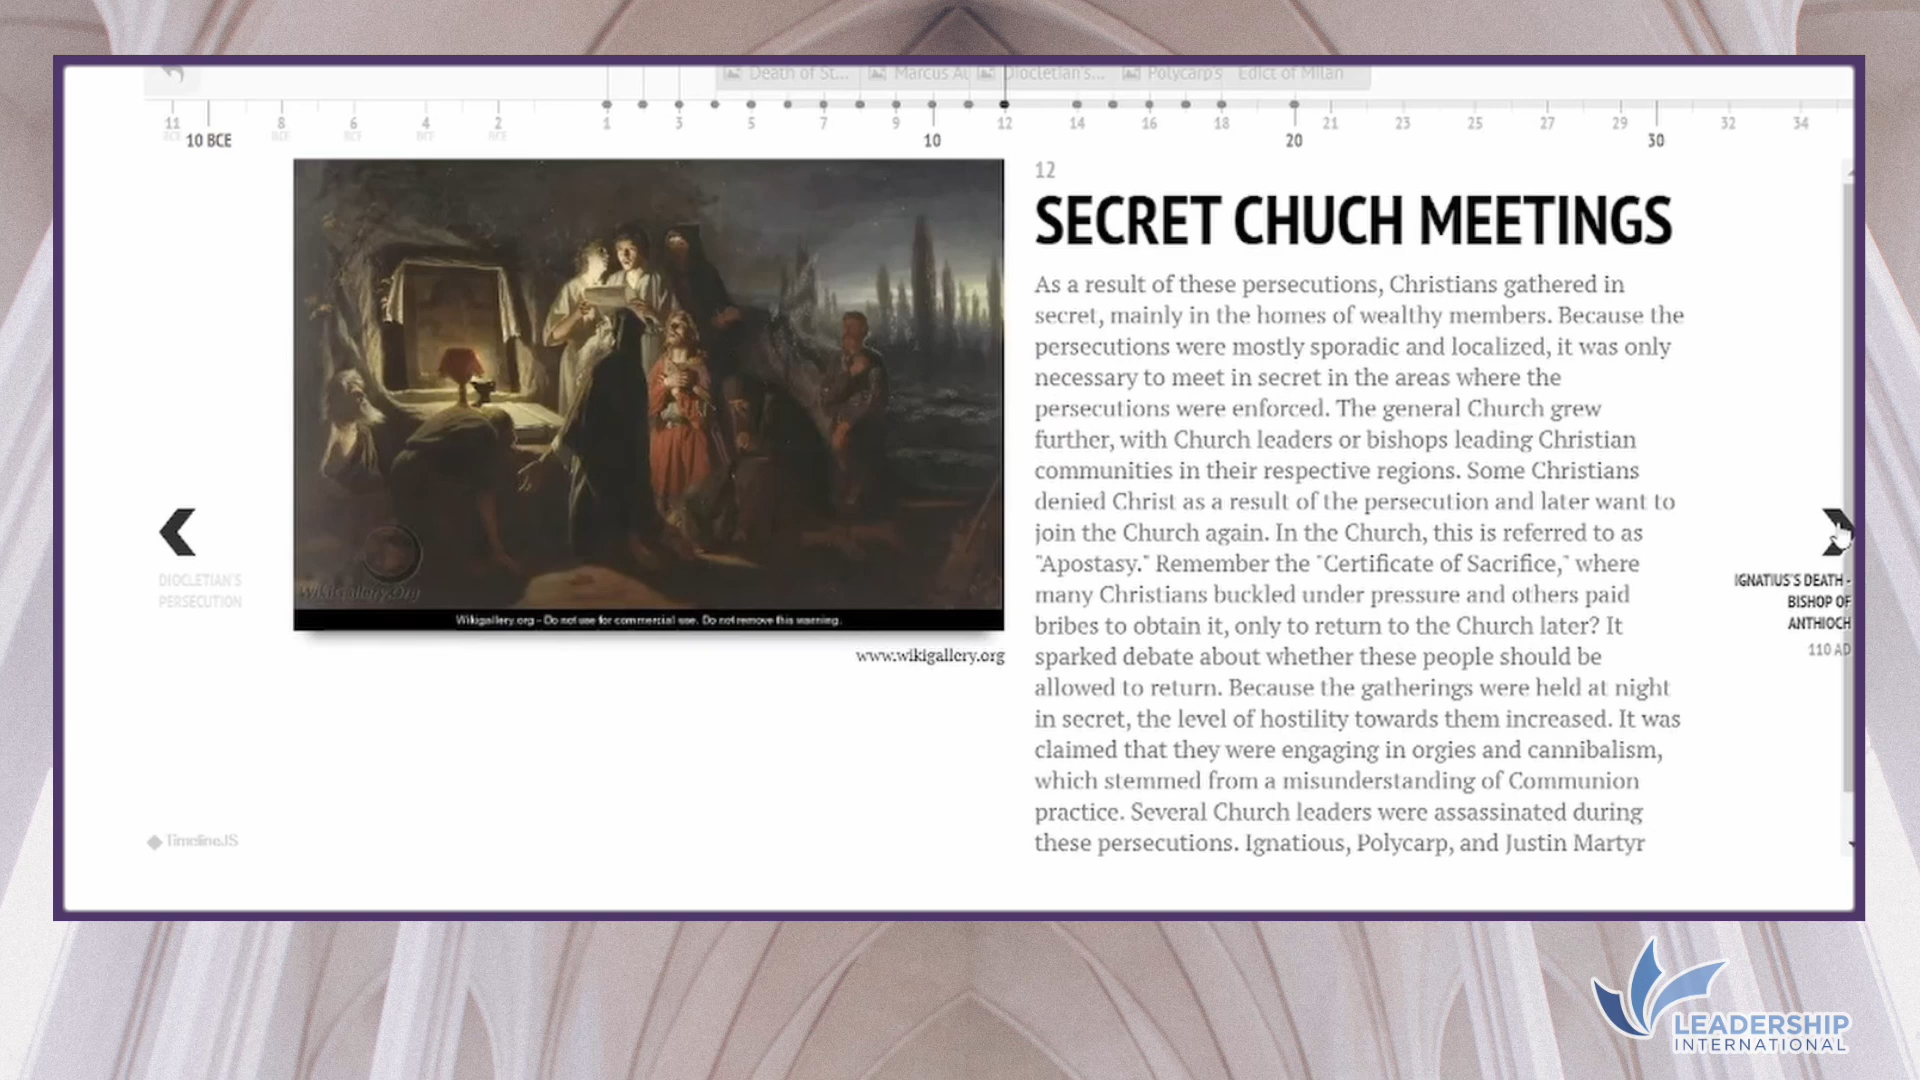 Death of St...
Marcus Au
Diocletian's...
Polycarp's
Edict of Milan
11 8 6 4 2 1 3 5 7 9 12 14 16 18 21 23 25 27 29 32 34
BCE BCE BCE BCE BCE
10 BCE 10 20 30
12
SECRET CHUCH MEETINGS
As a result of these persecutions, Christians gathered in
secret, mainly in the homes of wealthy members. Because the
persecutions were mostly sporadic and localized, it was only
necessary to meet in secret in the areas where the
persecutions were enforced. The general Church grew
further, with Church leaders or bishops leading Christian
communities in their respective regions. Some Christians
denied Christ as a result of the persecution and later want to
join the Church again. In the Church, this is referred to as
"Apostasy." Remember the "Certificate of Sacrifice," where
many Christians buckled under pressure and others paid
bribes to obtain it, only to return to the Church later? It
sparked debate about whether these people should be
allowed to return. Because the gatherings were held at night
in secret, the level of hostility towards them increased. It was
claimed that they were engaging in orgies and cannibalism,
which stemmed from a misunderstanding of Communion
practice. Several Church leaders were assassinated during
these persecutions. Ignatious, Polycarp, and Justin Martyr
WikiGallery.Org
Wikigallery.org - Do not use for commercial use. Do not remove this warning.
www.wikigallery.org
DIOCLETIAN'S
PERSECUTION
IGNATIUS'S DEATH -
BISHOP OF
ANTHIOCH
110 AD
TimelineJS
LEADERSHIP
INTERNATIONAL